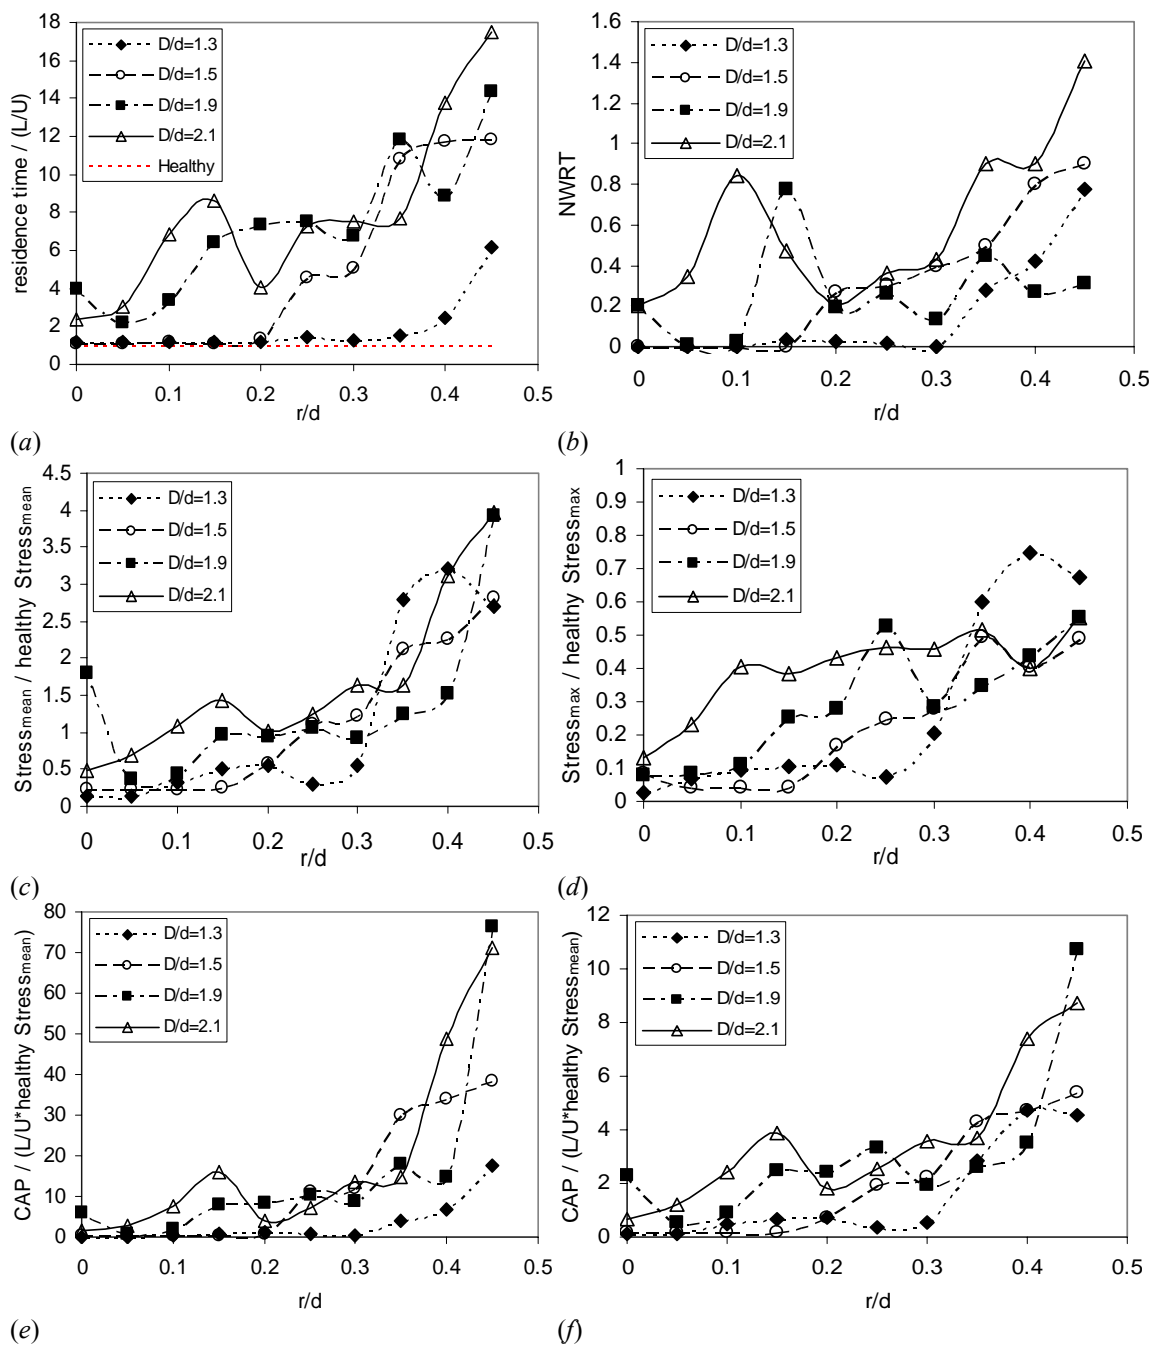 18
16
14
12
10
8
6
4
2
0
residence time / (L/U)
D/d=1.3
D/d=1.5
D/d=1.9
D/d=2.1
Healthy
0 0.1 0.2 0.3 0.4 0.5
r/d
(a)
1.6
1.4
1.2
1
0.8
0.6
0.4
0.2
0
NWRT
D/d=1.3
D/d=1.5
D/d=1.9
D/d=2.1
0 0.1 0.2 0.3 0.4 0.5
r/d
(b)
4.5
4
3.5
3
2.5
2
1.5
1
0.5
0
Stressmean / healthy Stressmean
D/d=1.3
D/d=1.5
D/d=1.9
D/d=2.1
0 0.1 0.2 0.3 0.4 0.5
r/d
(c)
1
0.9
0.8
0.7
0.6
0.5
0.4
0.3
0.2
0.1
0
Stressmax / healthy Stressmax
D/d=1.3
D/d=1.5
D/d=1.9
D/d=2.1
0 0.1 0.2 0.3 0.4 0.5
r/d
(d)
80
70
60
50
40
30
20
10
0
CAP / (L/U*healthy Stressmean)
D/d=1.3
D/d=1.5
D/d=1.9
D/d=2.1
0 0.1 0.2 0.3 0.4 0.5
r/d
(e)
12
10
8
6
4
2
0
CAP / (L/U*healthy Stressmean)
D/d=1.3
D/d=1.5
D/d=1.9
D/d=2.1
0 0.1 0.2 0.3 0.4 0.5
r/d
(f)